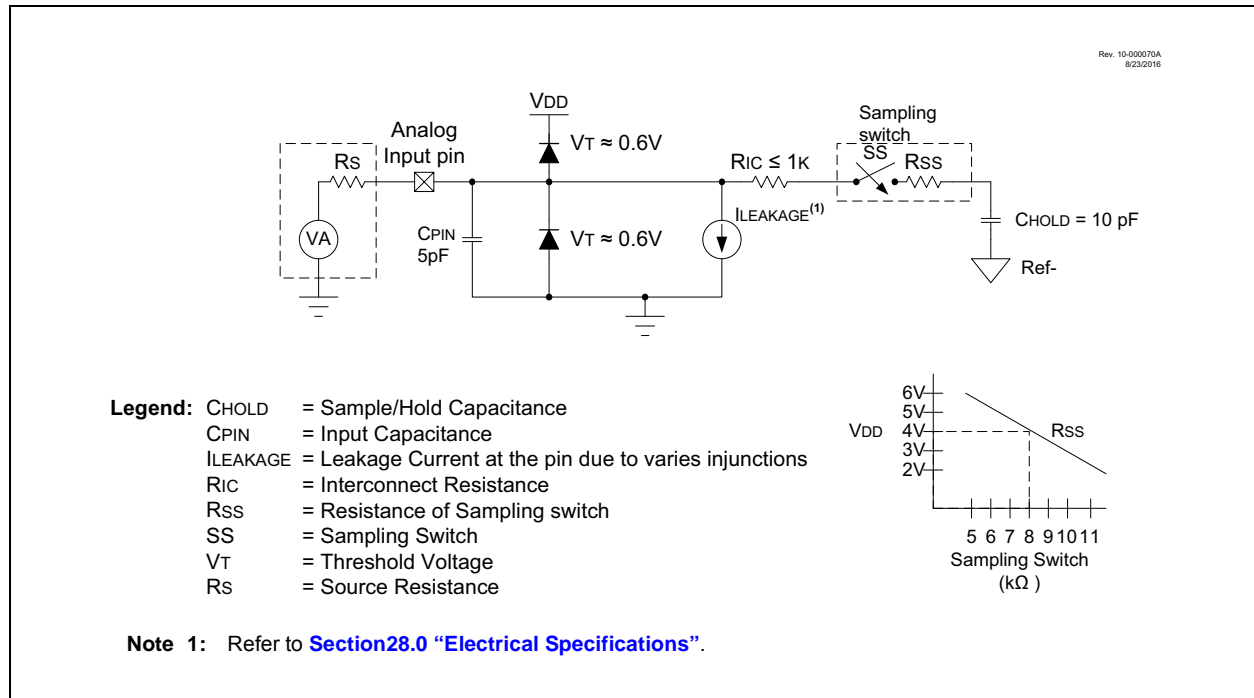 Rev. 10-000070A
8/23/2016
VDD
Sampling
switch
Analog
Input pin
VT ≈ 0.6V
RS
RIC ≤ 1K
SS
RSS
ILEAKAGE(1)
CHOLD = 10 pF
VA
CPIN
5pF
VT ≈ 0.6V
Ref-
Legend: CHOLD = Sample/Hold Capacitance
CPIN = Input Capacitance
ILEAKAGE = Leakage Current at the pin due to varies injunctions
RIC = Interconnect Resistance
RSS = Resistance of Sampling switch
SS = Sampling Switch
VT = Threshold Voltage
RS = Source Resistance
6V
5V
VDD 4V RSS
3V
2V
5 6 7 8 9 10 11
Sampling Switch
(kΩ )
Note 1: Refer to Section28.0 “Electrical Specifications”.